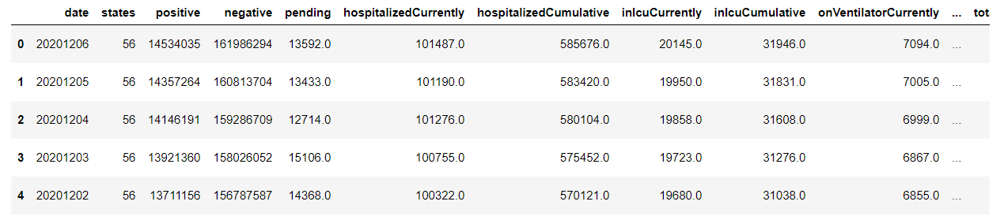 date states positive negative pending hospitalizedCurrently hospitalizedCumulative inIcuCurrently inIcuCumulative onVentilatorCurrently ... tot
0 20201206 56 14534035 161986294 13592.0 101487.0 585676.0 20145.0 31946.0 7094.0 ...
1 20201205 56 14357264 160813704 13433.0 101190.0 583420.0 19950.0 31831.0 7005.0 ...
2 20201204 56 14146191 159286709 12714.0 101276.0 580104.0 19858.0 31608.0 6999.0 ...
3 20201203 56 13921360 158026052 15106.0 100755.0 575452.0 19723.0 31276.0 6867.0 ...
4 20201202 56 13711156 156787587 14368.0 100322.0 570121.0 19680.0 31038.0 6855.0 ...